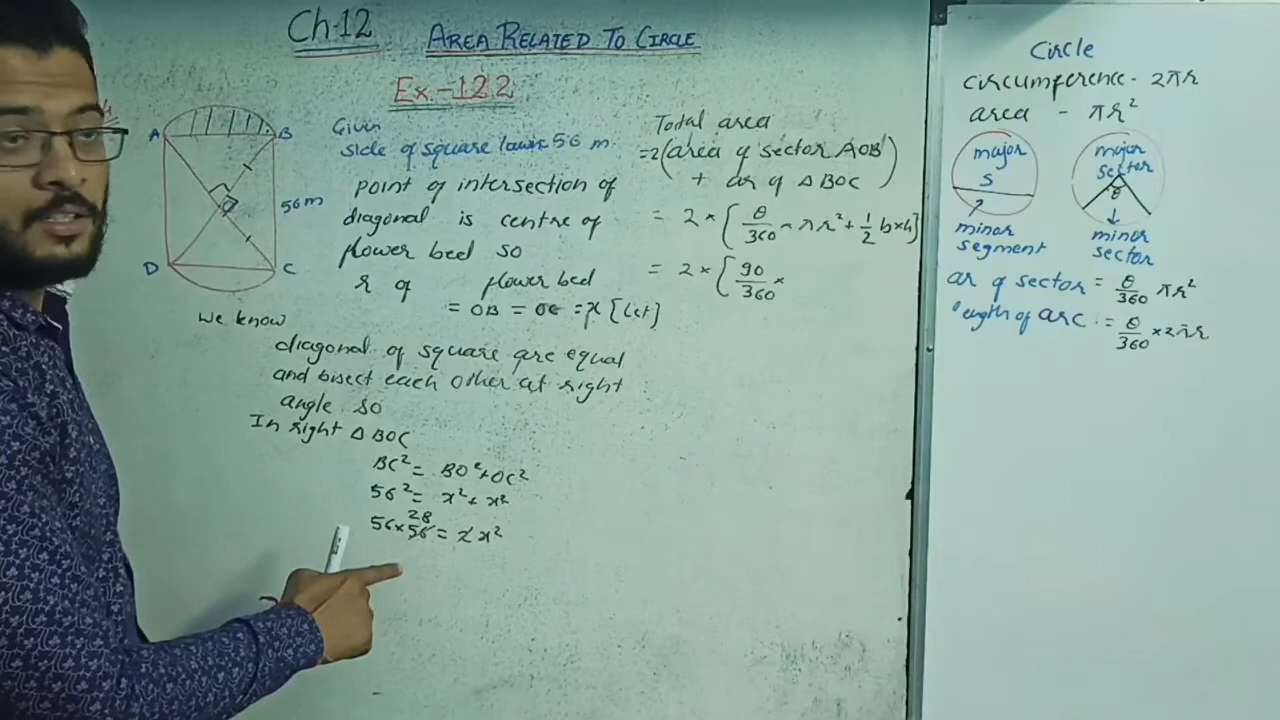 Ch-12 AREA RELATED TO CIRCLE
Ex-12.2
A
B
D
C
O
56 m
Given
side of square lawn 56 m.
point of intersection of
diagonal is centre of
flower bed so
r of flower bed
= OB = OC = x [let]
we know
diagonal of square are equal
and bisect each other at right
angle so
In right △BOC
BC² = BO² + OC²
56² = x² + x²
28
56×56 = 2x²
Total area
=2(area of sector AOB
+ ar of △BOC)
= 2 × [θ/360 × πr² + 1/2 b×h]
= 2 × [90/360 ×
Circle
circumference - 2πr
area - πr²
major
S
minor
segment
major
sector
θ
minor
sector
ar of sector = θ/360 πr²
length of arc = θ/360 × 2πr